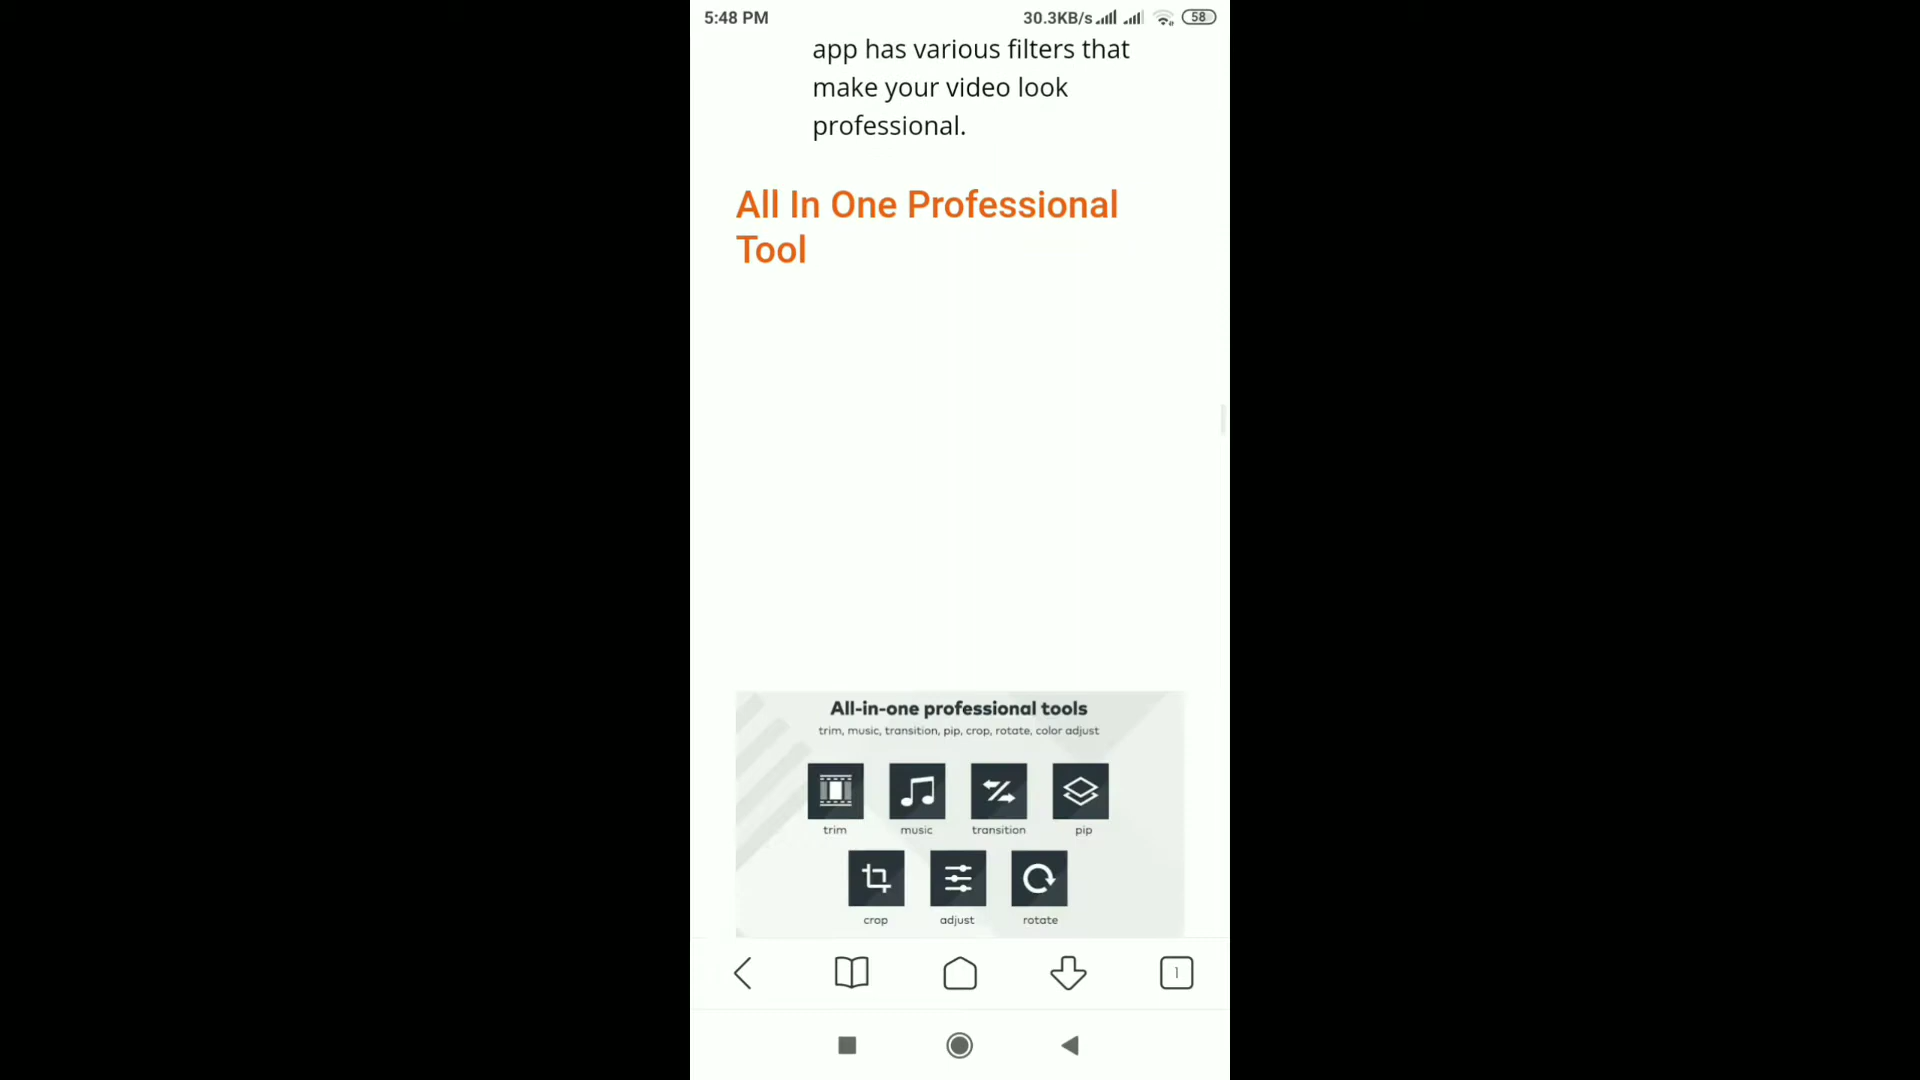 5:48 PM 30.3KB/s 58
app has various filters that
make your video look
professional.
All In One Professional
Tool
All-in-one professional tools
trim, music, transition, pip, crop, rotate, color adjust
trim music transition pip
crop adjust rotate
1